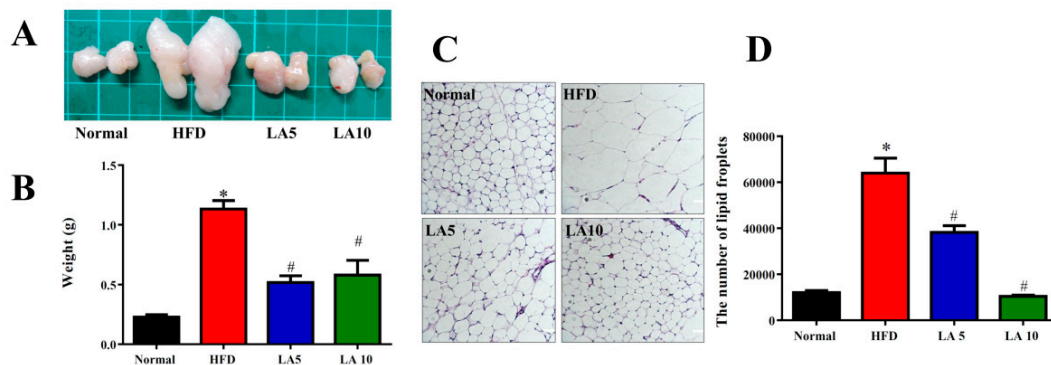 A
Normal HFD LA5 LA10
B
Weight (g)
1.5
1.0
0.5
0.0
*
#
#
Normal HFD LA5 LA 10
C
Normal HFD
LA5 LA10
D
The number of lipid froplets
80000
60000
40000
20000
0
*
#
#
Normal HFD LA 5 LA 10